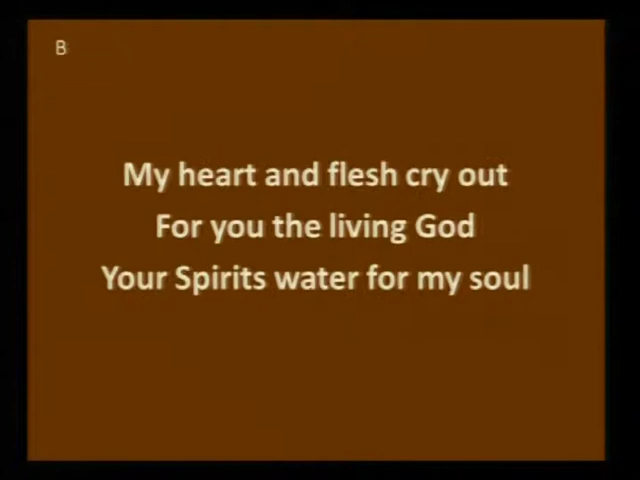 B
My heart and flesh cry out
For you the living God
Your Spirits water for my soul